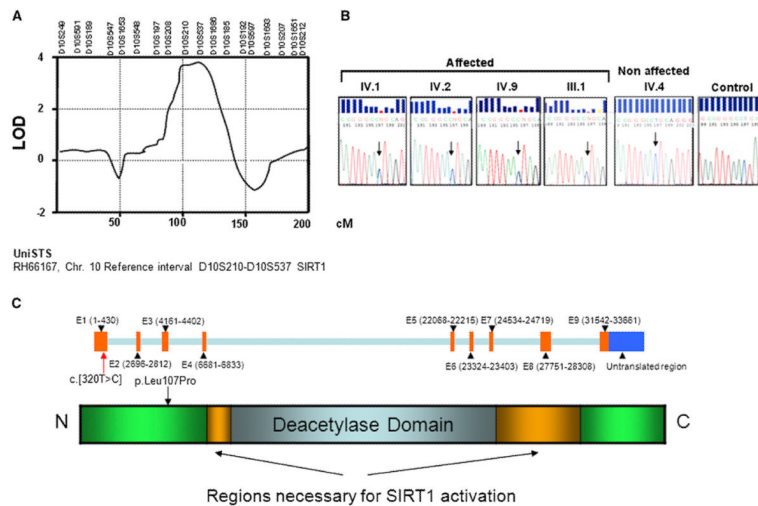 A
D10S249
D10S591
D10S189
D10S547
D10S1653
D10S548
D10S197
D10S208
D10S210
D10S537
D10S1686
D10S185
D10S192
D10S597
D10S1693
D10S207
D10S1651
D10S212
4
2
0
-2
LOD
50
100
150
200
cM
UniSTS
RH66167, Chr. 10 Reference interval D10S210-D10S537 SIRT1
B
Affected
Non affected
IV.1
IV.2
IV.9
III.1
IV.4
Control
C
E1 (1-430)
E3 (4161-4402)
E5 (22068-22215)
E7 (24534-24719)
E9 (31542-33661)
E2 (2696-2812)
E4 (6681-6833)
E6 (23324-23403)
E8 (27751-28308)
Untranslated region
c.[320T>C]
p.Leu107Pro
N
Deacetylase Domain
C
Regions necessary for SIRT1 activation